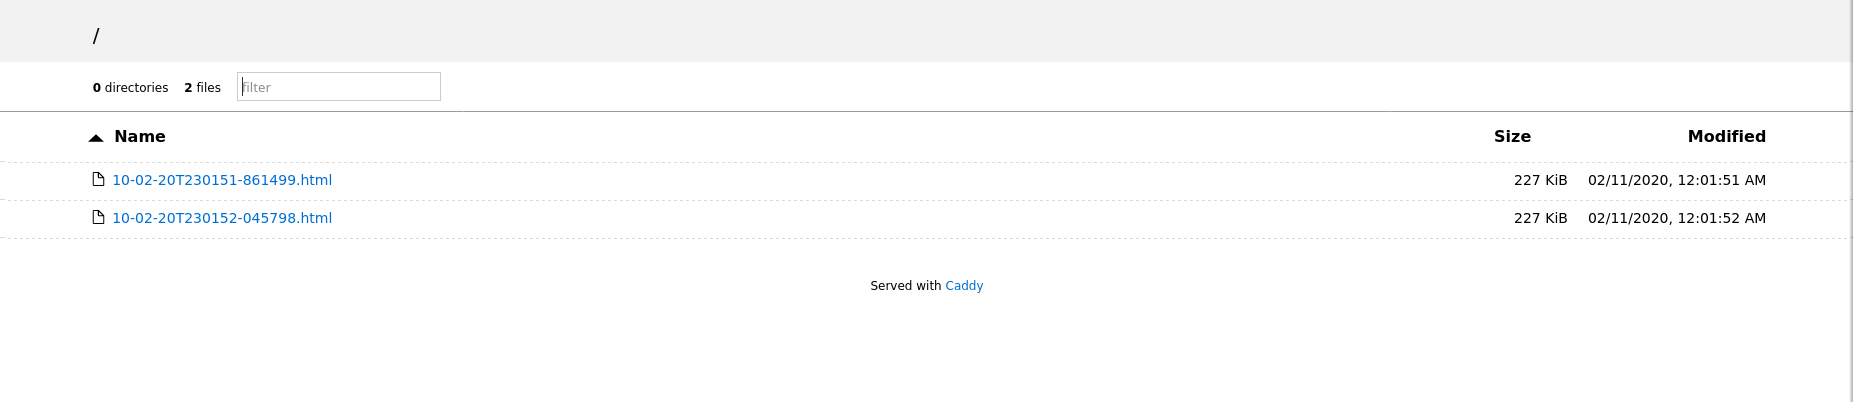 /
0 directories 2 files filter
Name Size Modified
10-02-20T230151-861499.html 227 KiB 02/11/2020, 12:01:51 AM
10-02-20T230152-045798.html 227 KiB 02/11/2020, 12:01:52 AM
Served with Caddy